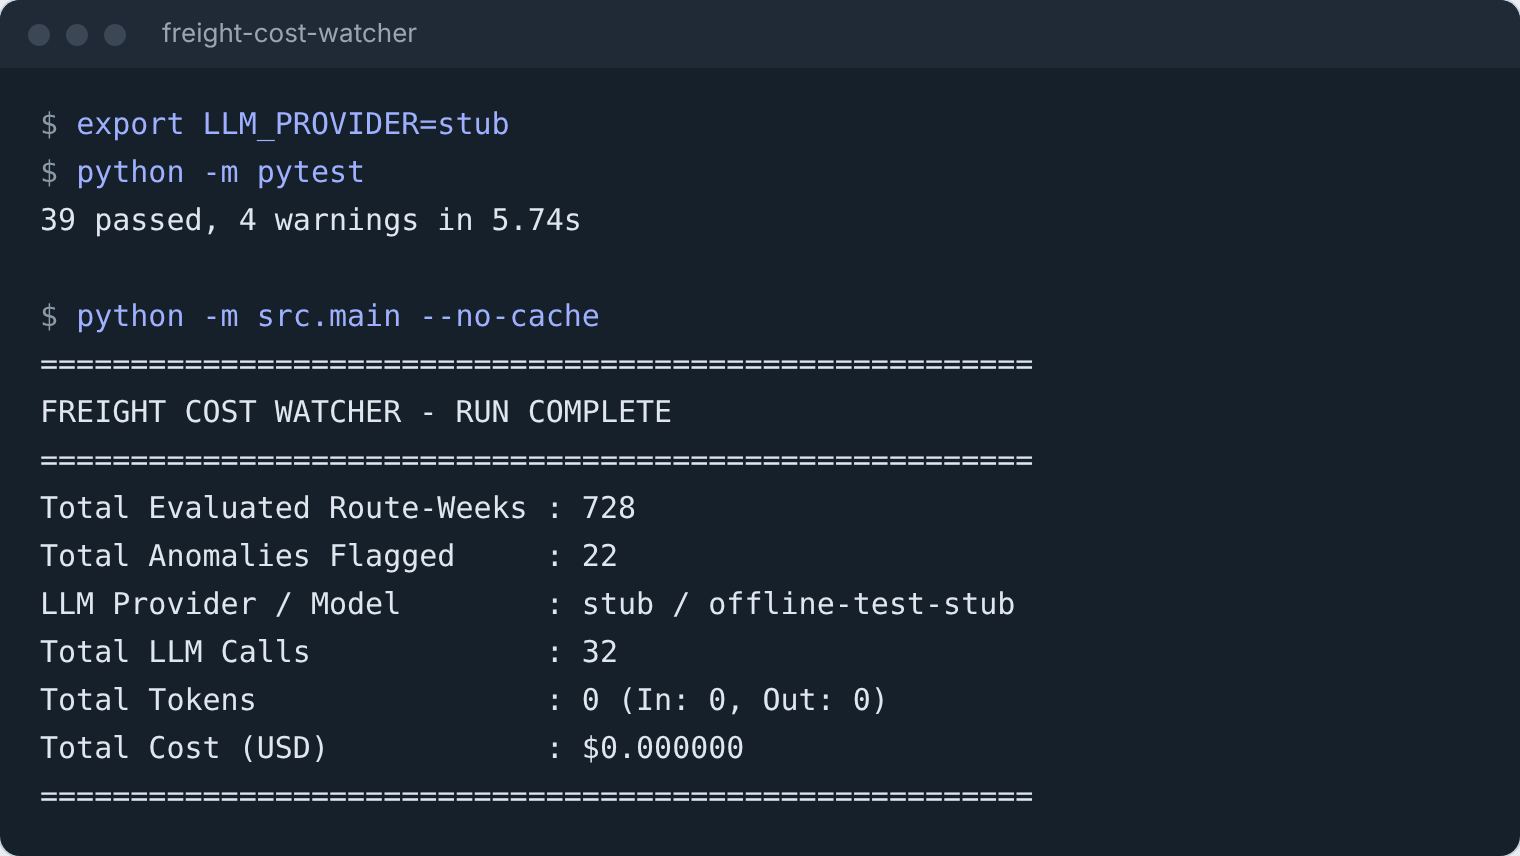 freight-cost-watcher
$ export LLM_PROVIDER=stub
$ python -m pytest
39 passed, 4 warnings in 5.74s
$ python -m src.main --no-cache
=======================================================
FREIGHT COST WATCHER - RUN COMPLETE
=======================================================
Total Evaluated Route-Weeks : 728
Total Anomalies Flagged     : 22
LLM Provider / Model        : stub / offline-test-stub
Total LLM Calls             : 32
Total Tokens                : 0 (In: 0, Out: 0)
Total Cost (USD)            : $0.000000
=======================================================